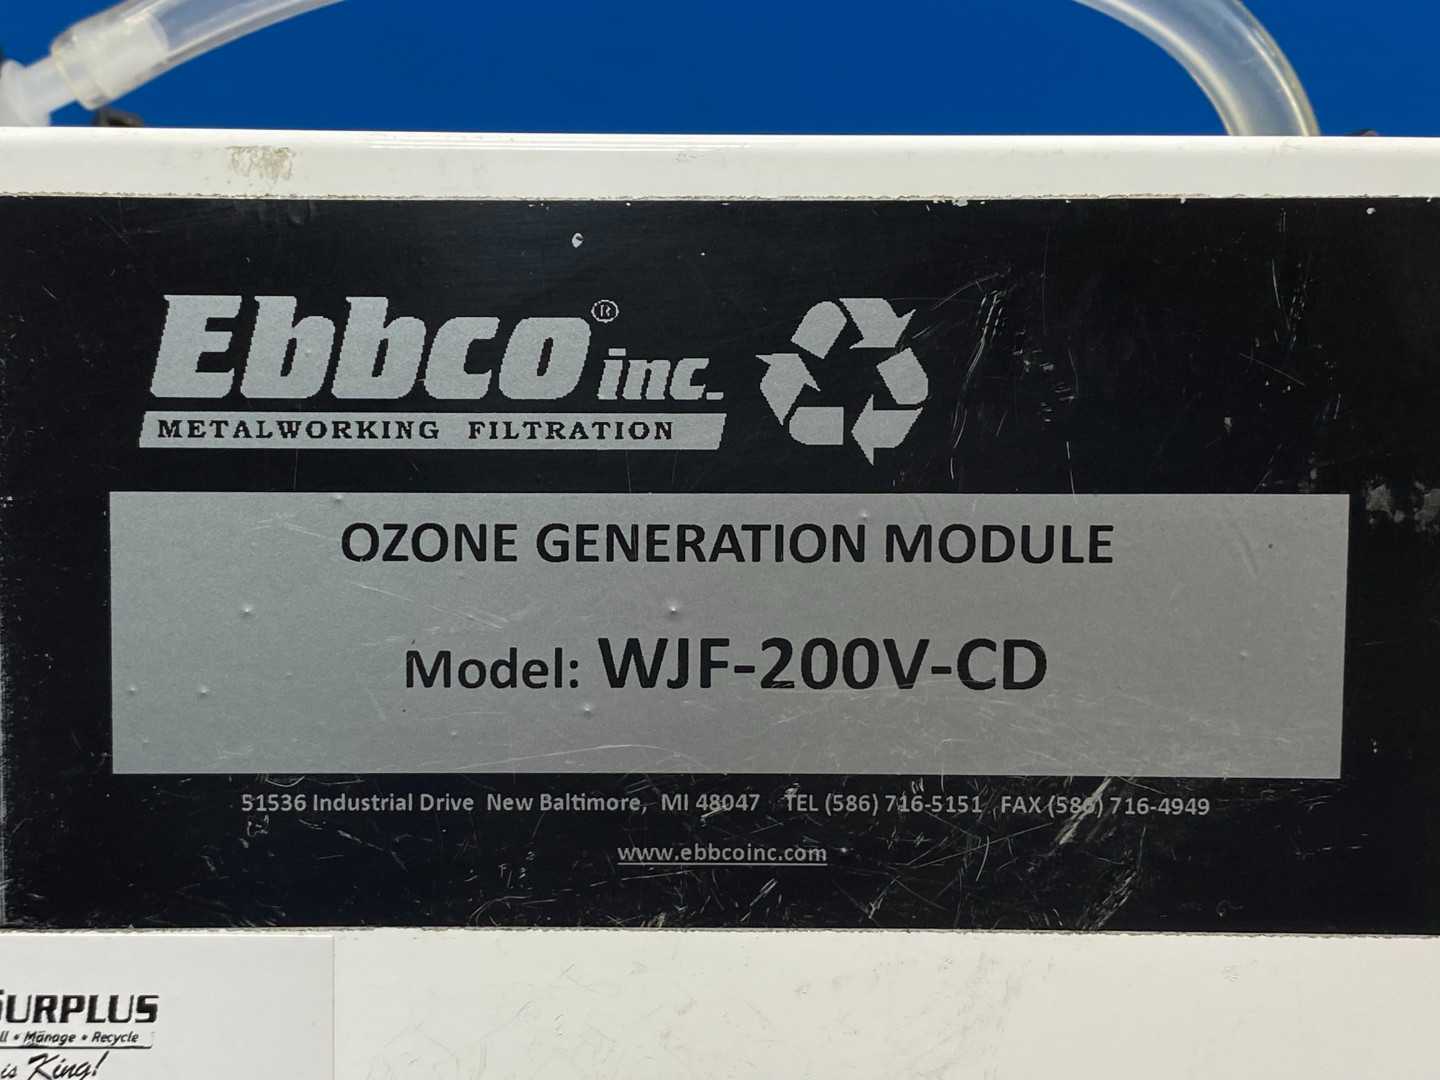 Ebbco® inc.
METALWORKING FILTRATION
OZONE GENERATION MODULE
Model: WJF-200V-CD
51536 Industrial Drive New Baltimore, MI 48047 TEL (586) 716-5151 FAX (586) 716-4949
www.ebbcoinc.com
SURPLUS
• Manage • Recycle
is King!